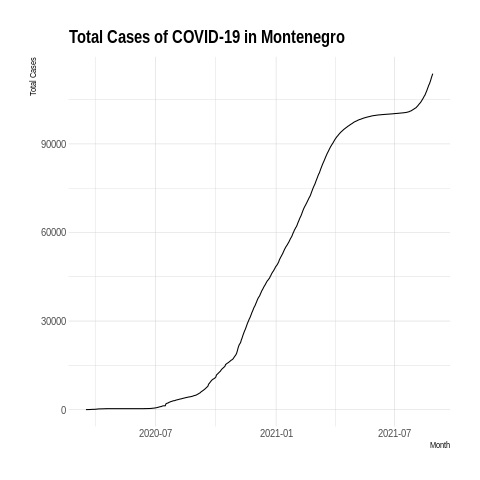 Total Cases of COVID-19 in Montenegro
Total Cases
90000
60000
30000
0
2020-07
2021-01
2021-07
Month